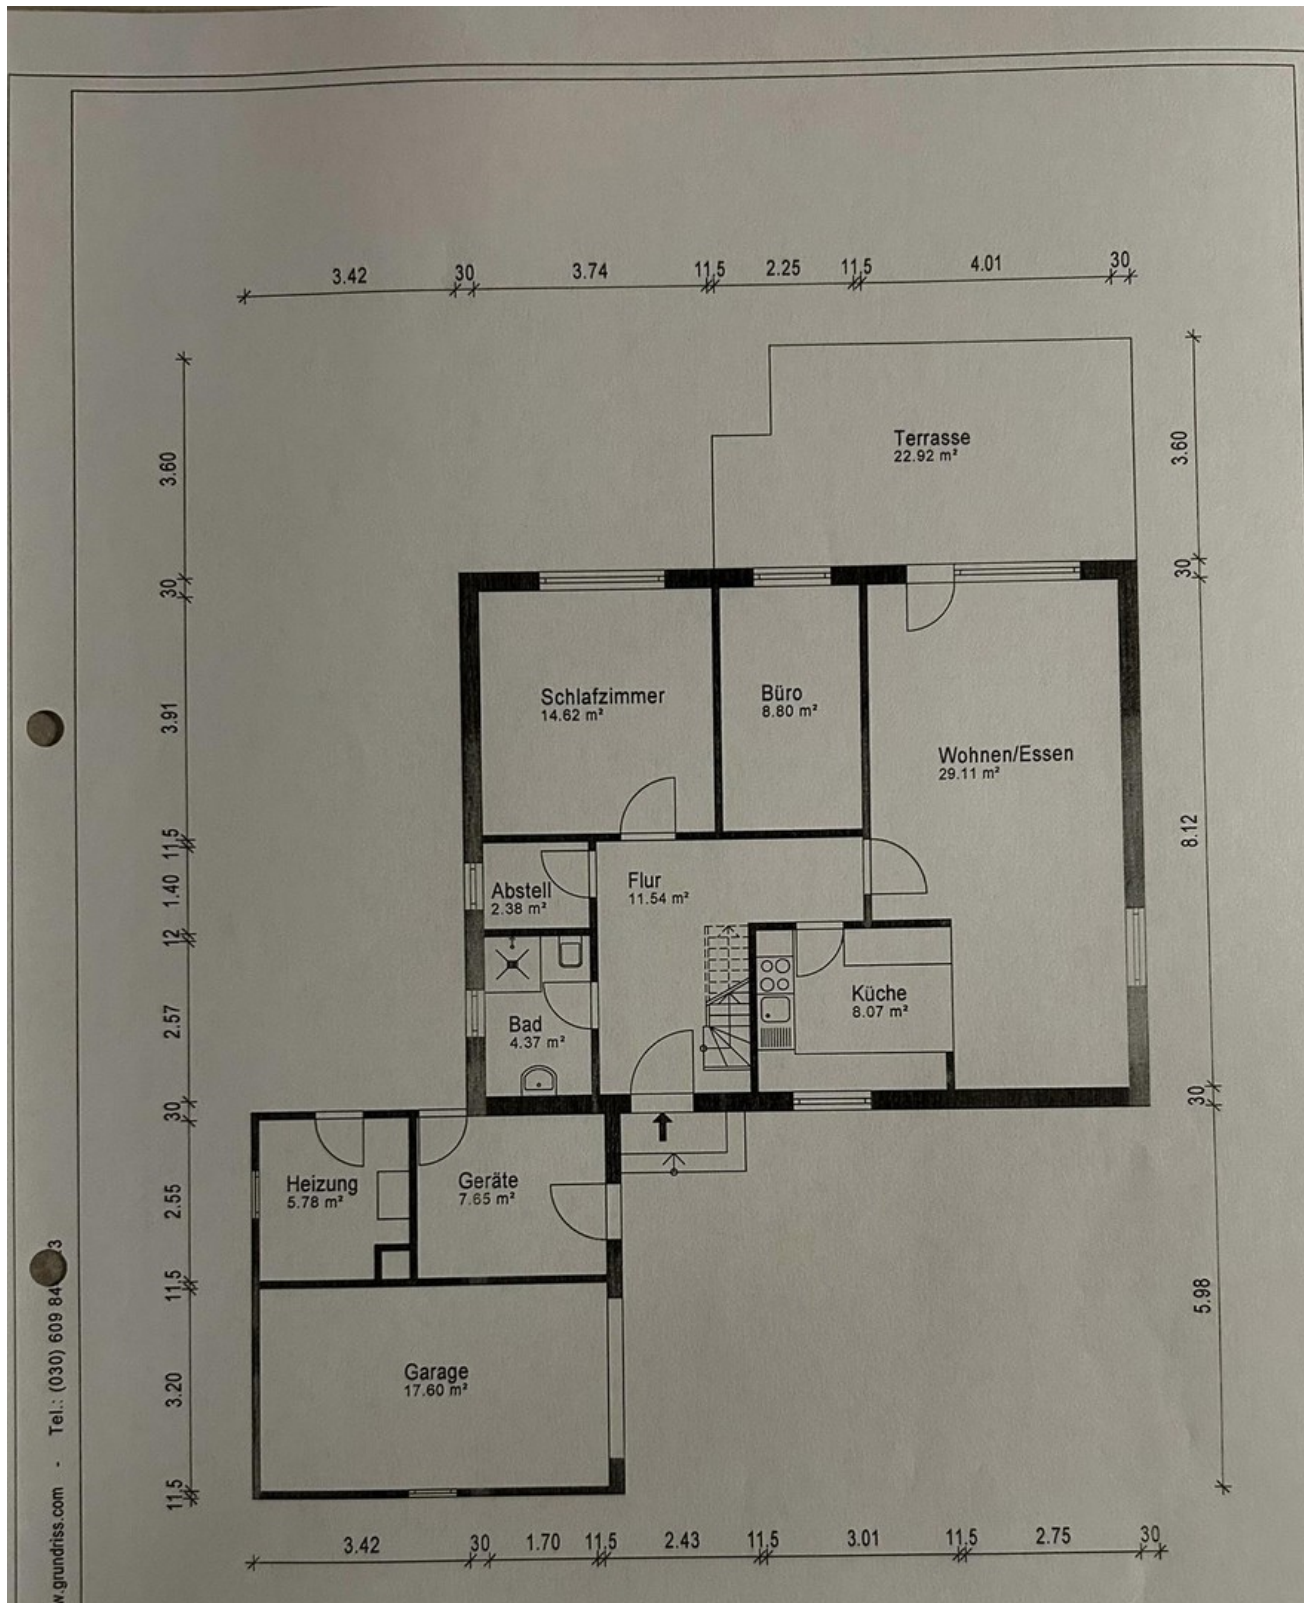 3.42 30 3.74 11,5 2.25 11,5 4.01 30
3.60
30
3.91
11,5
1.40
12
2.57
30
2.55
11,5
3.20
11,5
Terrasse
22.92 m²
Schlafzimmer
14.62 m²
Büro
8.80 m²
Wohnen/Essen
29.11 m²
Abstell
2.38 m²
Flur
11.54 m²
Küche
8.07 m²
Bad
4.37 m²
Heizung
5.78 m²
Geräte
7.65 m²
Garage
17.60 m²
3.60
30
8.12
30
5.98
3.42 30 1.70 11,5 2.43 11,5 3.01 11,5 2.75 30
w.grundriss.com - Tel.: (030) 609 84 3